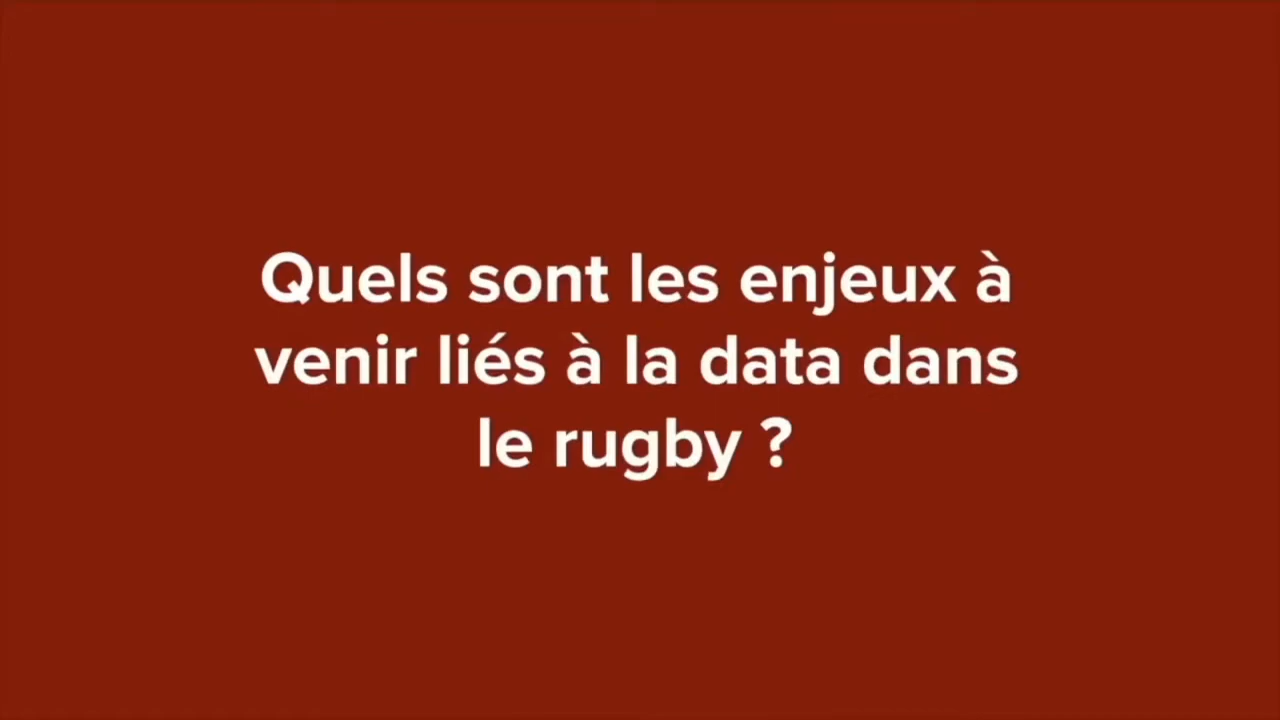 Quels sont les enjeux à
venir liés à la data dans
le rugby ?